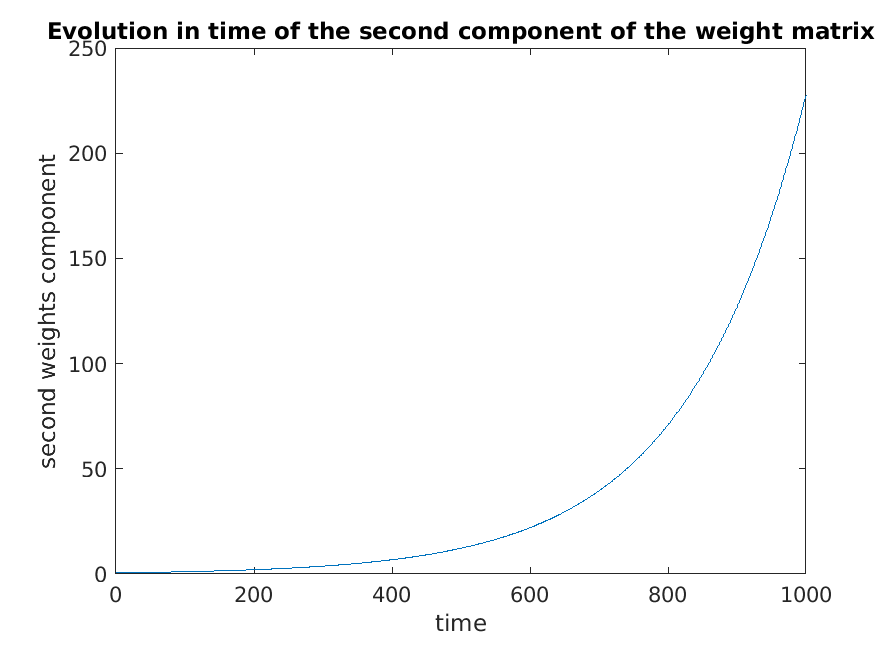 Evolution in time of the second component of the weight matrix
250
200
150
100
50
0
second weights component
0 200 400 600 800 1000
time